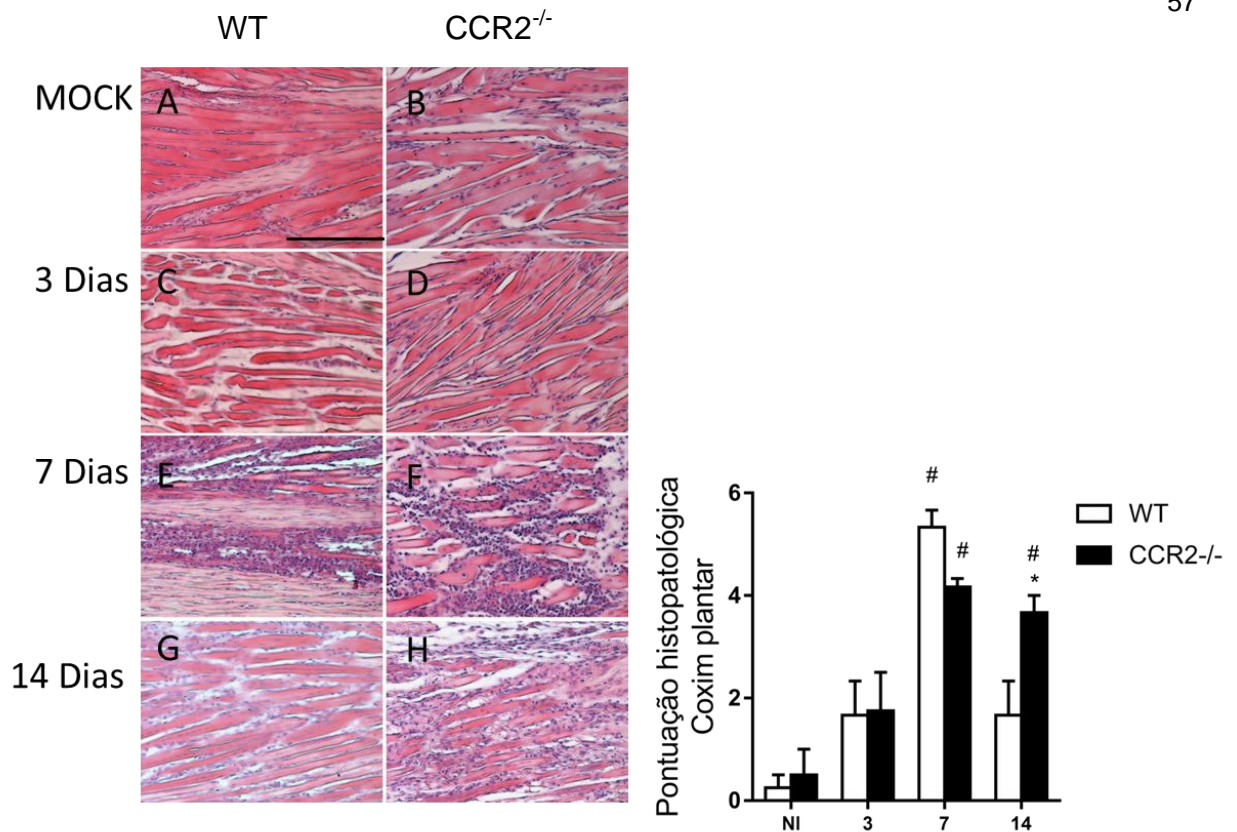 57
WT CCR2-/-
MOCK A B
3 Dias C D
7 Dias E F
14 Dias G H
Pontuação histopatológica
Coxim plantar
6
4
2
0
#
#
#
*
NI 3 7 14
WT
CCR2-/-